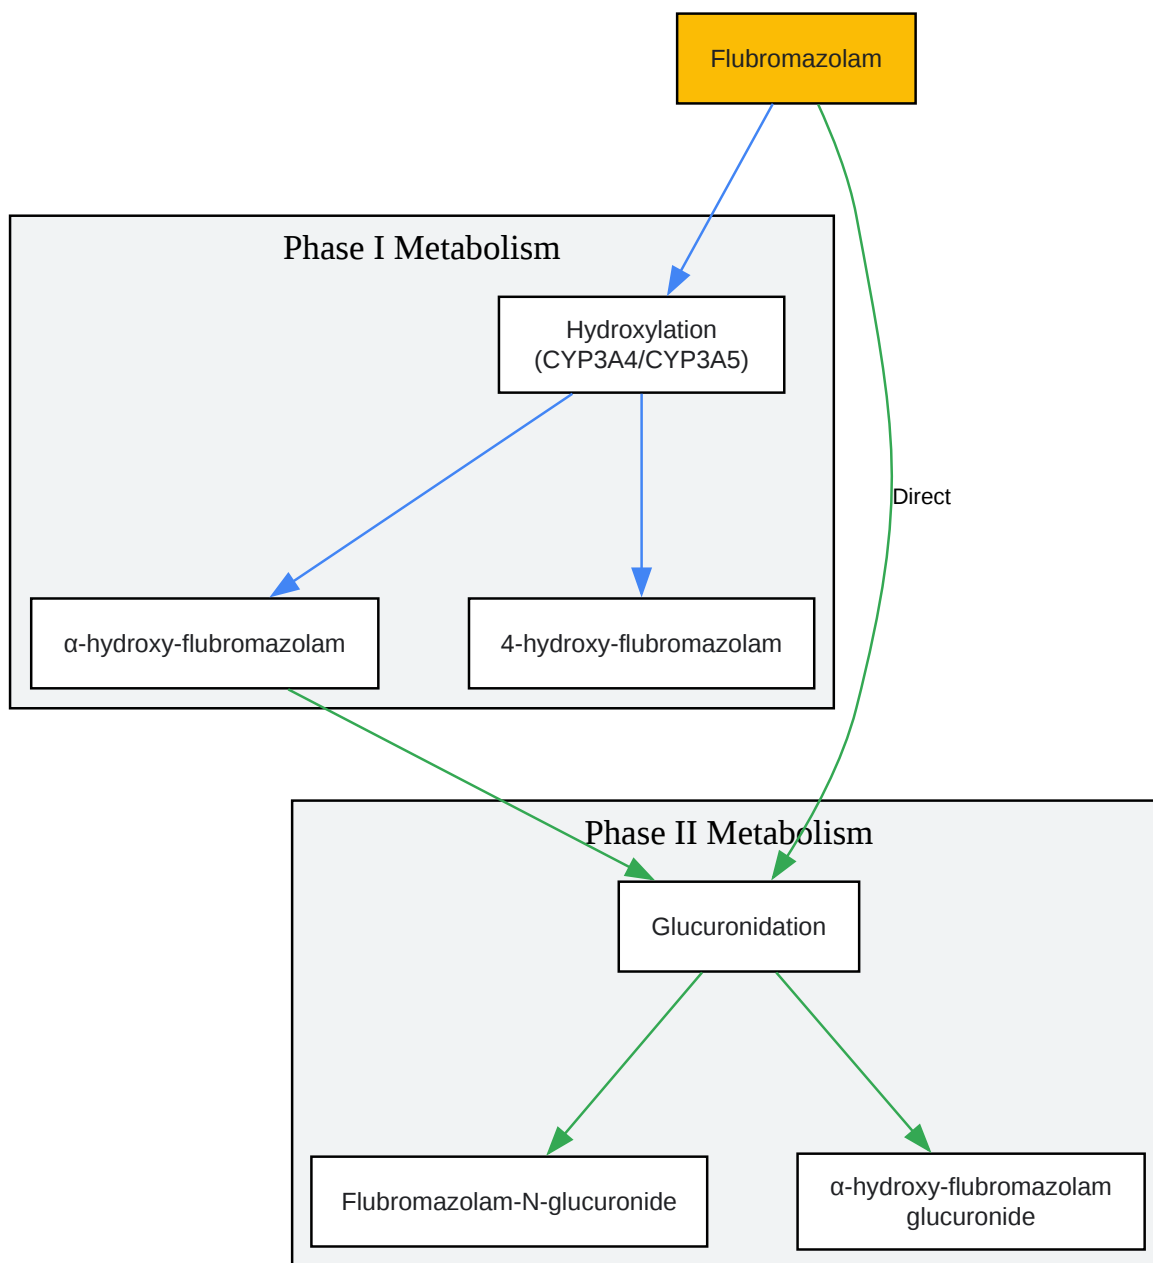 Flubromazolam
Phase I Metabolism
Hydroxylation
(CYP3A4/CYP3A5)
Direct
α-hydroxy-flubromazolam
4-hydroxy-flubromazolam
Phase II Metabolism
Glucuronidation
Flubromazolam-N-glucuronide
α-hydroxy-flubromazolam
glucuronide